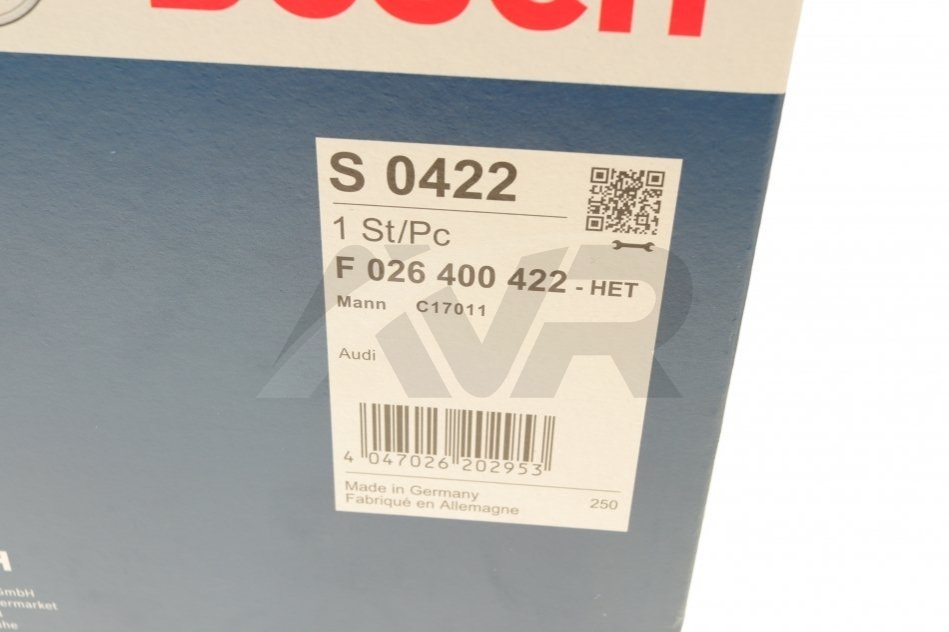 BOSCH
S 0422
1 St/Pc
F 026 400 422 - HET
Mann C17011
AVR
Audi
4 047026 202953
Made in Germany
Fabriqué en Allemagne
250